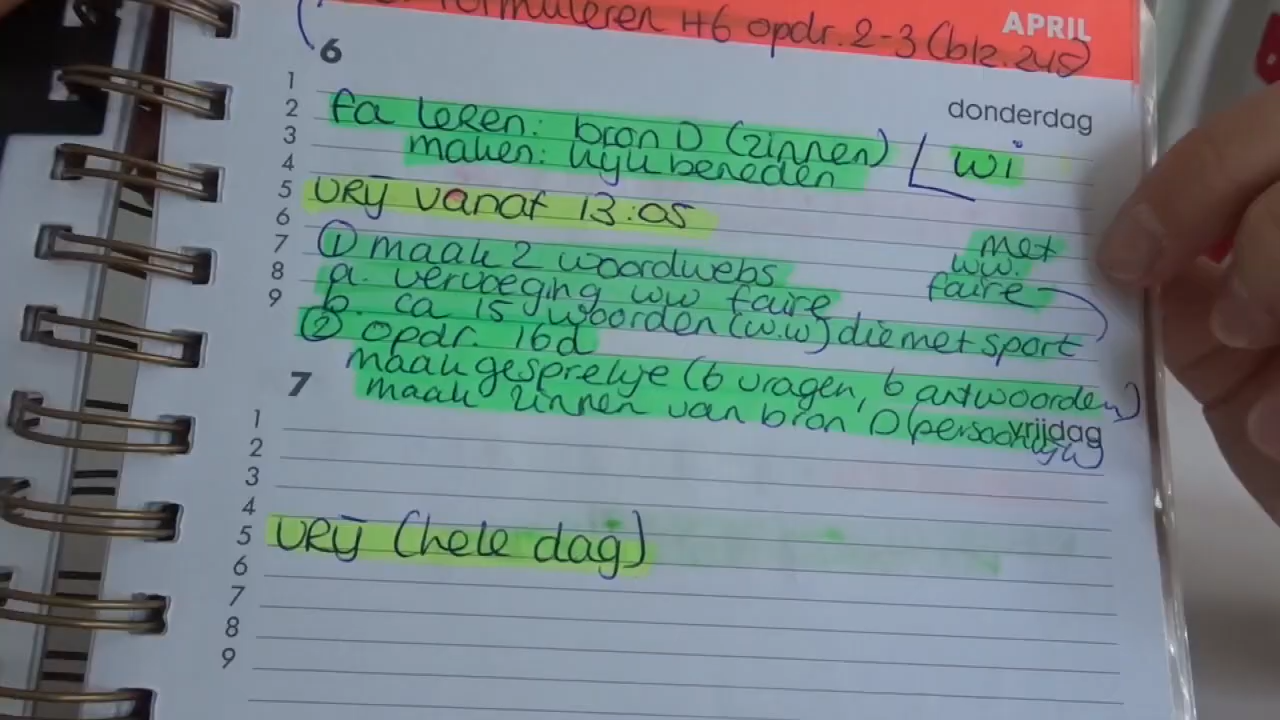 formuleren H6 opdr. 2-3 (blz. 245)
APRIL
6
donderdag
1
2
3
4
5
6
7
8
9
fa leren: bron D (zinnen)
maken: kijk beneden
wi
VRIJ vanaf 13:05
① maak 2 woordwebs
a. vervoeging ww faire
b. ca 15 woorden (w.w) die met sport
met
ww.
faire
② opdr. 16d
maak gesprekje (6 vragen, 6 antwoorden)
maak zinnen van bron D (persoonlijk)
7
vrijdag
1
2
3
4
5
6
7
8
9
VRIJ (hele dag)